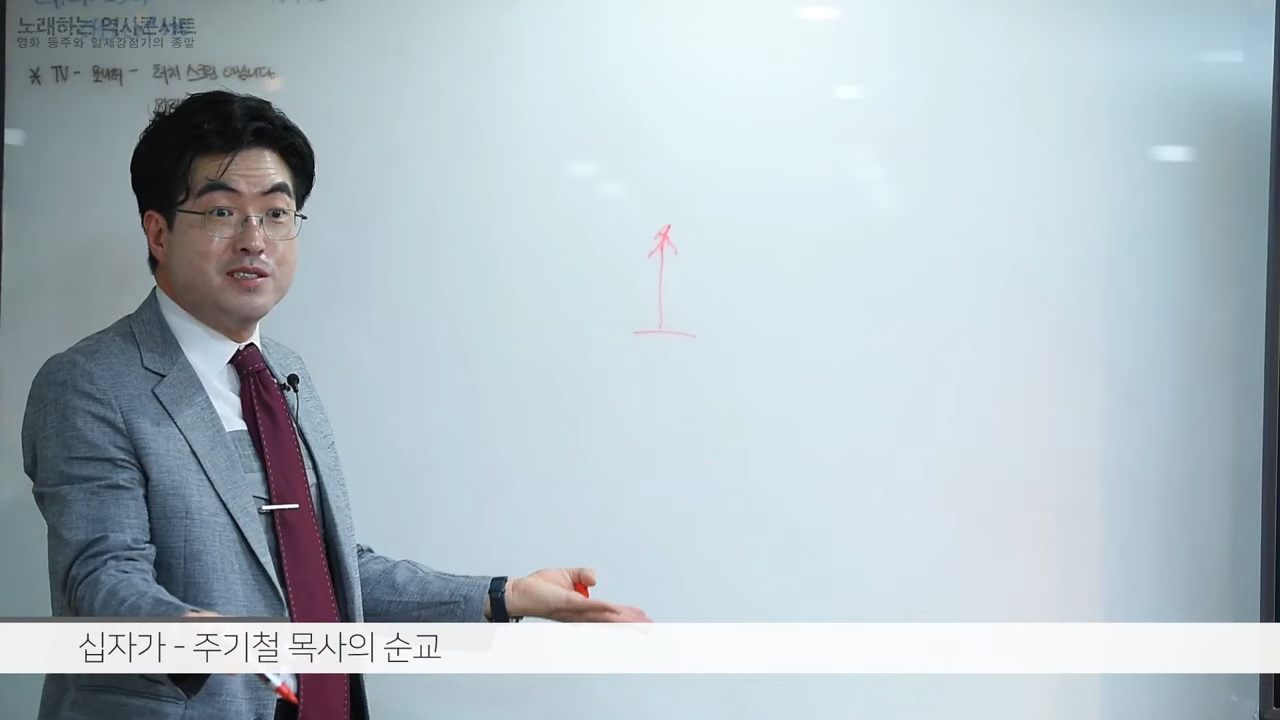 노래하는 역사콘서트
영화 동주와 일제강점기의 종말
* TV - 모니터 - 터치 스크린 아닙니다
십자가 - 주기철 목사의 순교